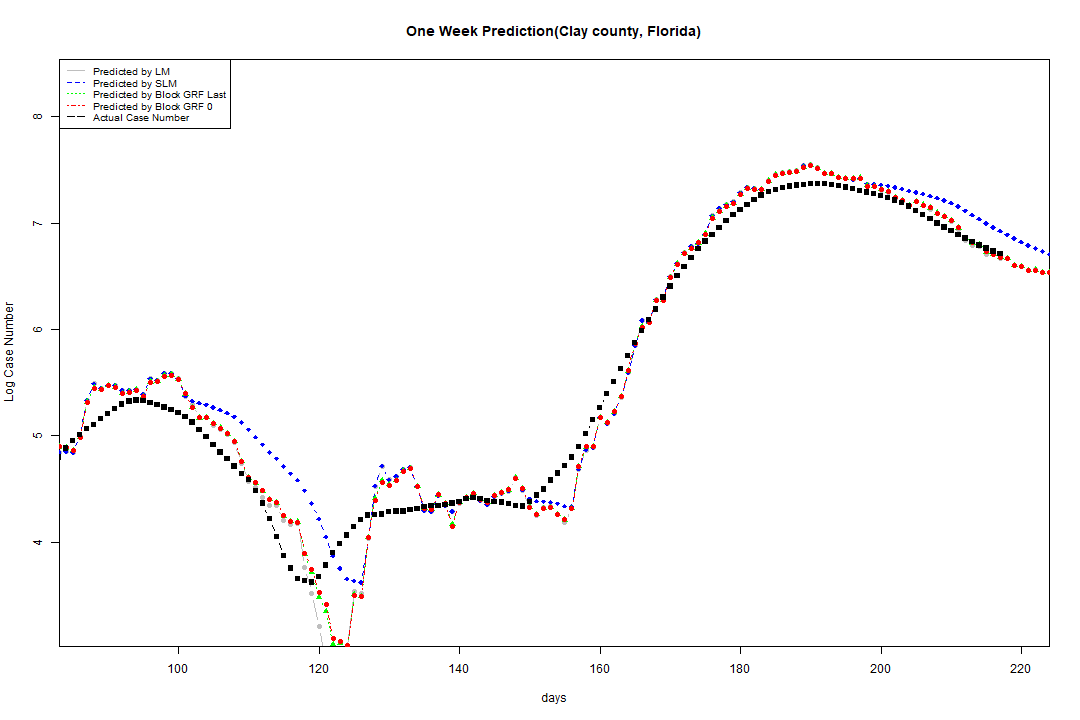 One Week Prediction(Clay county, Florida)
Predicted by LM
Predicted by SLM
Predicted by Block GRF Last
Predicted by Block GRF 0
Actual Case Number
8
7
6
5
4
Log Case Number
100 120 140 160 180 200 220
days